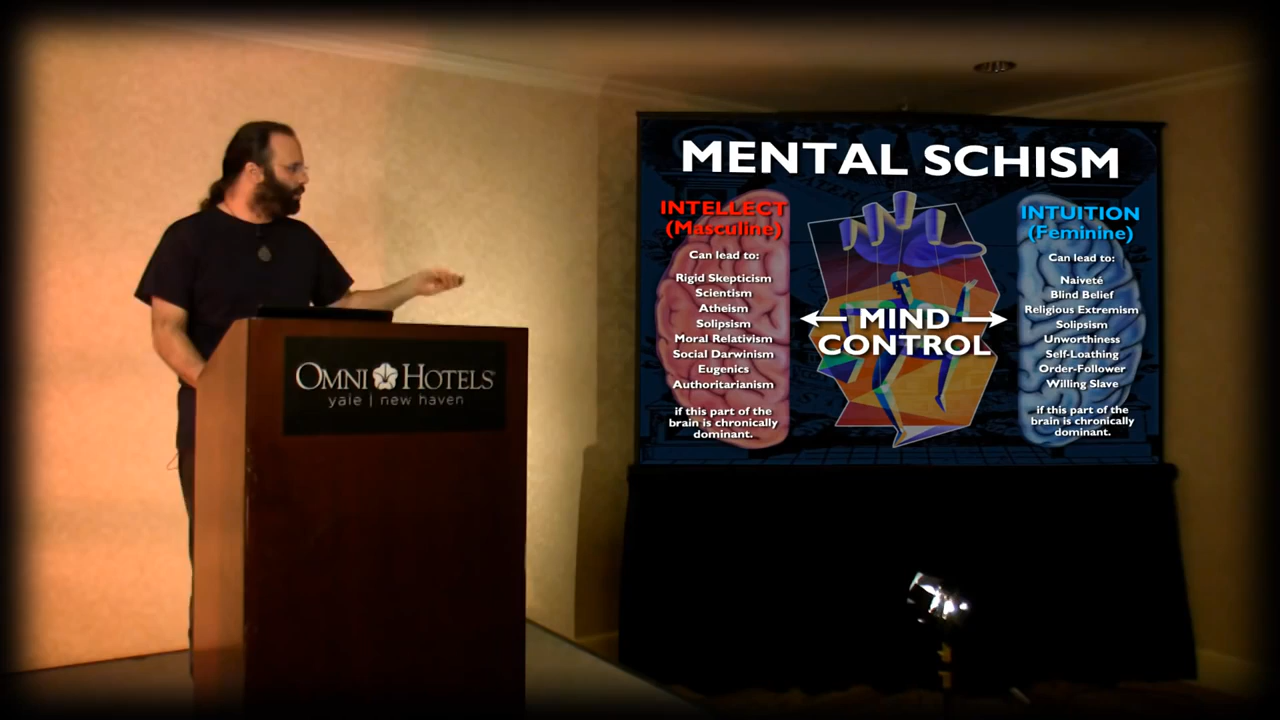 MENTAL SCHISM
INTELLECT
(Masculine)
Can lead to:
Rigid Skepticism
Scientism
Atheism
Solipsism
Moral Relativism
Social Darwinism
Eugenics
Authoritarianism
if this part of the
brain is chronically
dominant.
MIND
CONTROL
INTUITION
(Feminine)
Can lead to:
Naiveté
Blind Belief
Religious Extremism
Solipsism
Unworthiness
Self-Loathing
Order-Follower
Willing Slave
if this part of the
brain is chronically
dominant.
OMNI HOTELS
yale | new haven